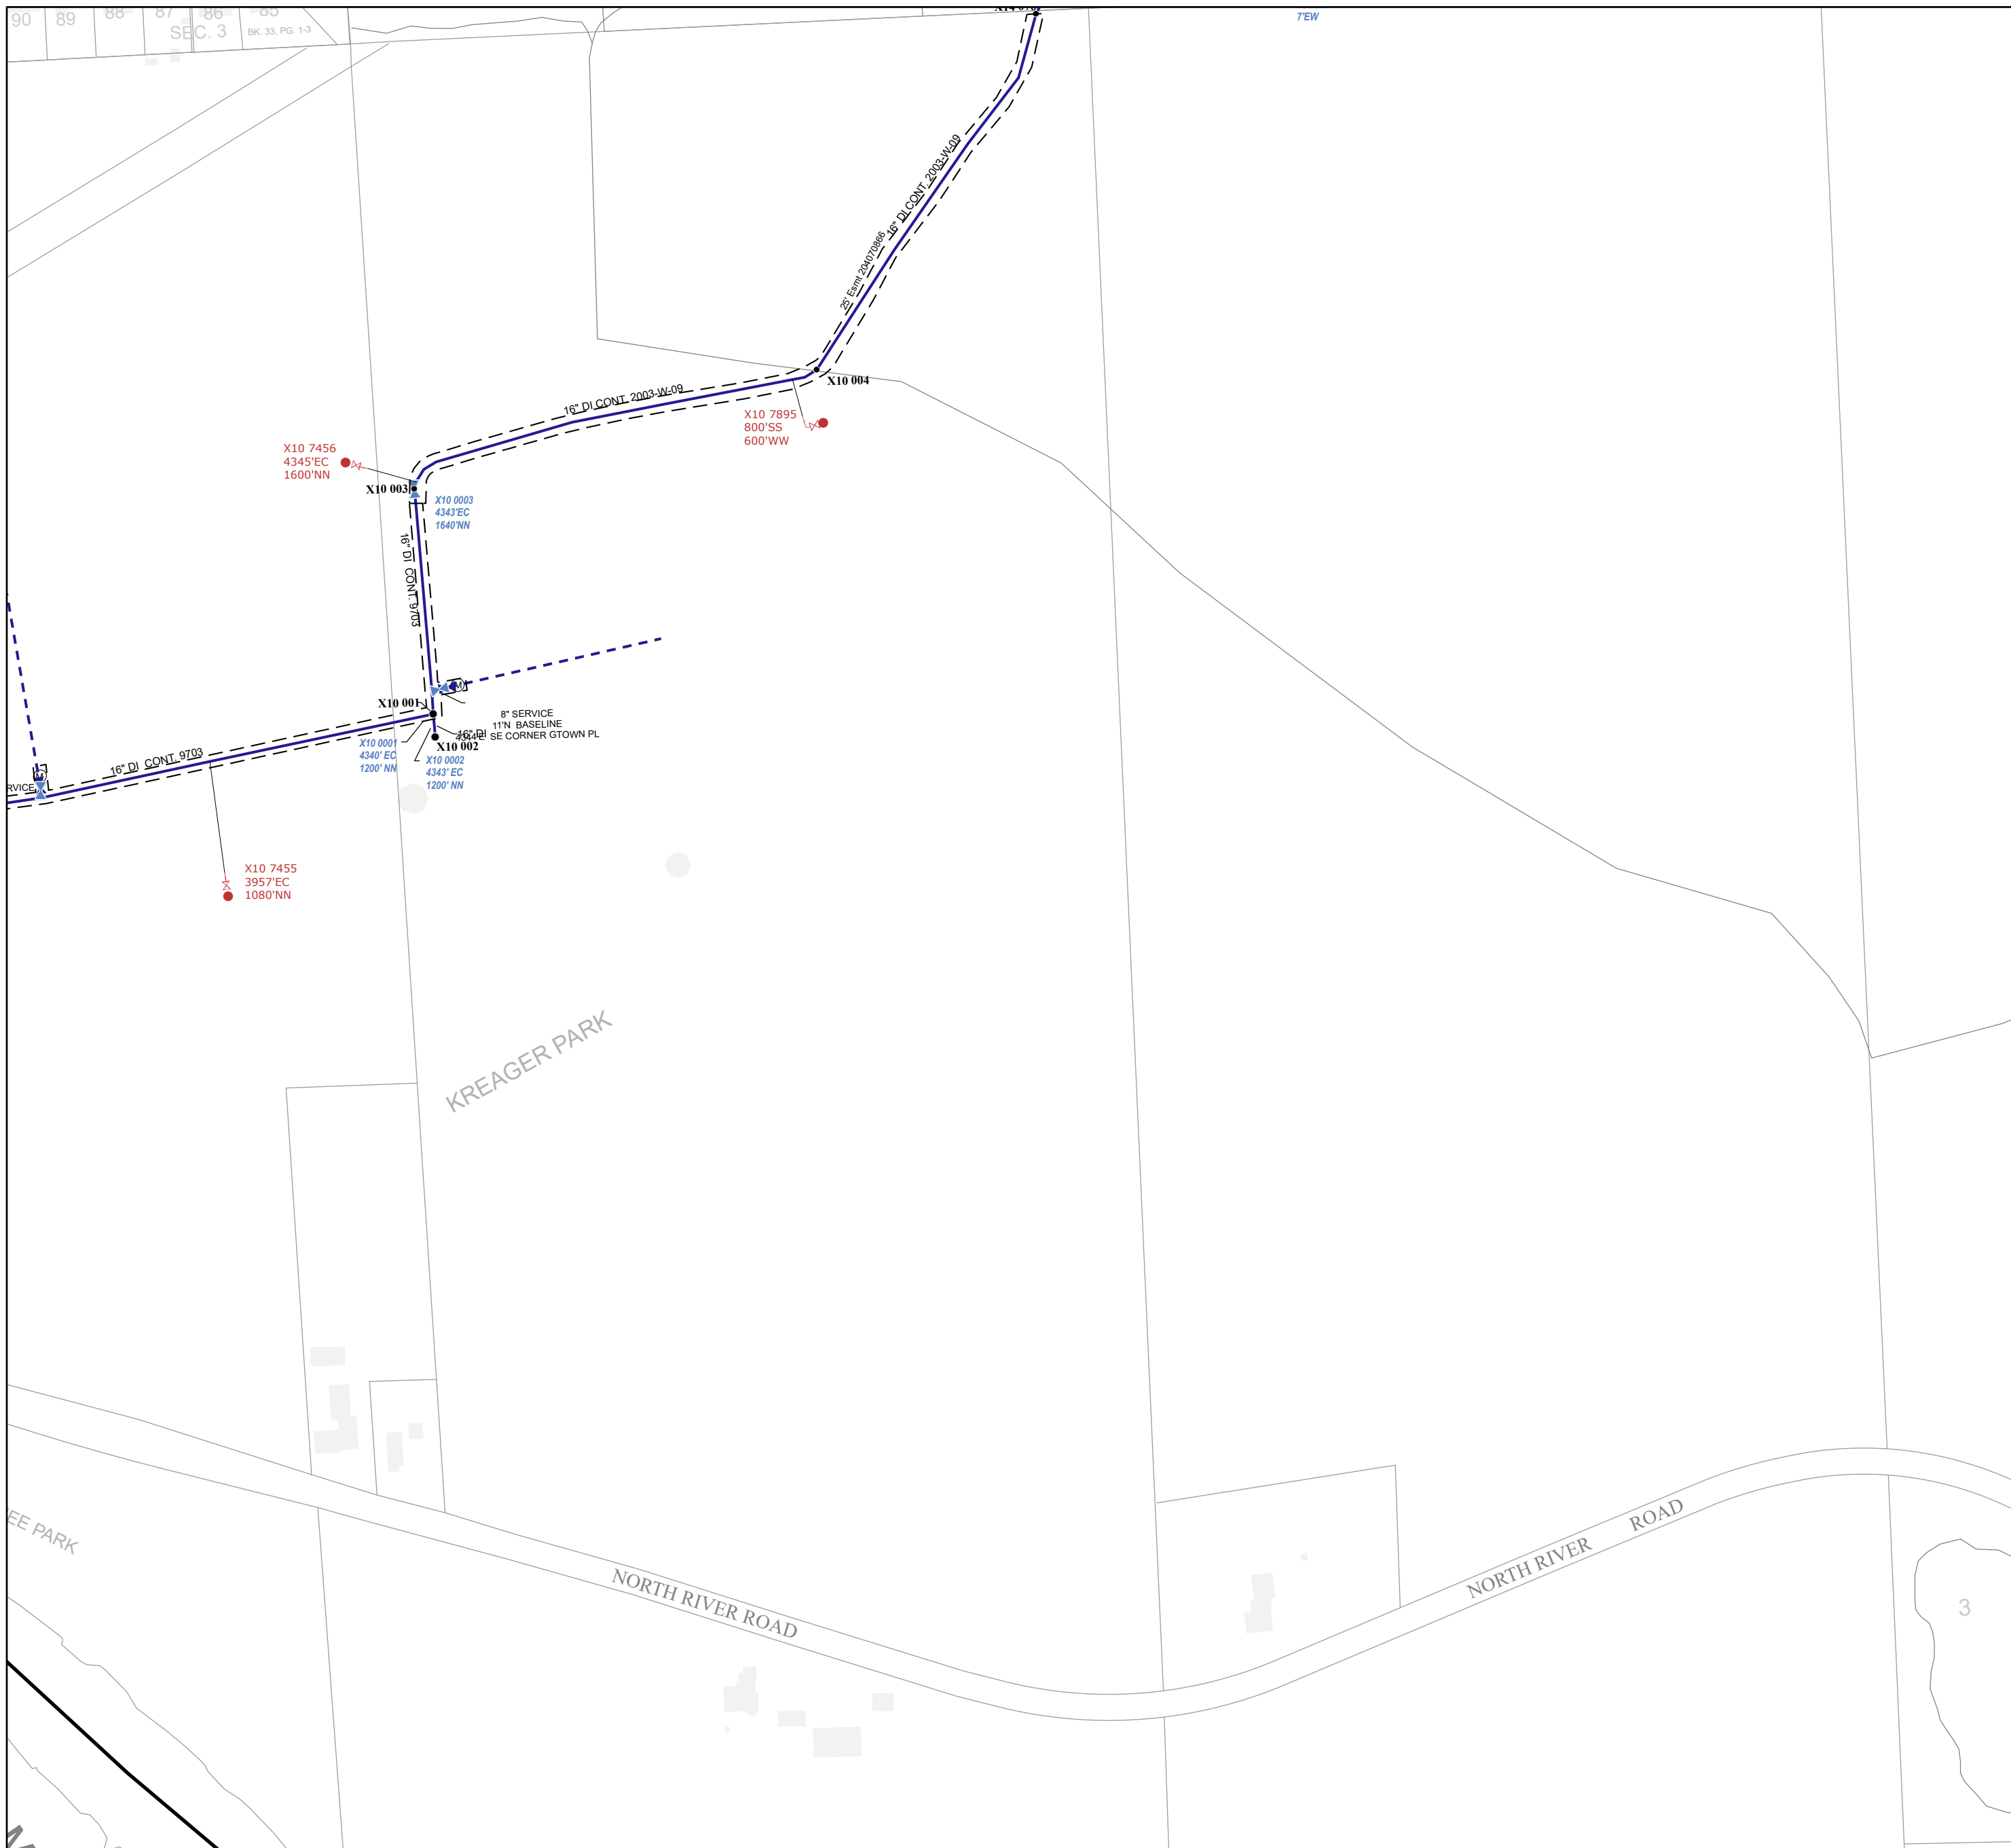 90
89
88
87
86
85
SEC. 3
BK. 33, PG. 1-3
7'EW
16" DI CONT. 2003-W-09
25' Esmt 204070866
X10 004
16" DI CONT. 2003-W-09
X10 7895
800'SS
600'WW
X10 7456
4345'EC
1600'NN
X10 003
X10 0003
4343'EC
1640'NN
16" DI CONT. 9703
(M)
X10 001
8" SERVICE
11'N BASELINE
4344'E SE CORNER GTOWN PL
16" DI
X10 002
X10 0001
4340' EC
1200' NN
X10 0002
4343' EC
1200' NN
16" DI CONT. 9703
(M)
RVICE
X10 7455
3957'EC
1080'NN
KREAGER PARK
EE PARK
NORTH RIVER ROAD
NORTH RIVER ROAD
3